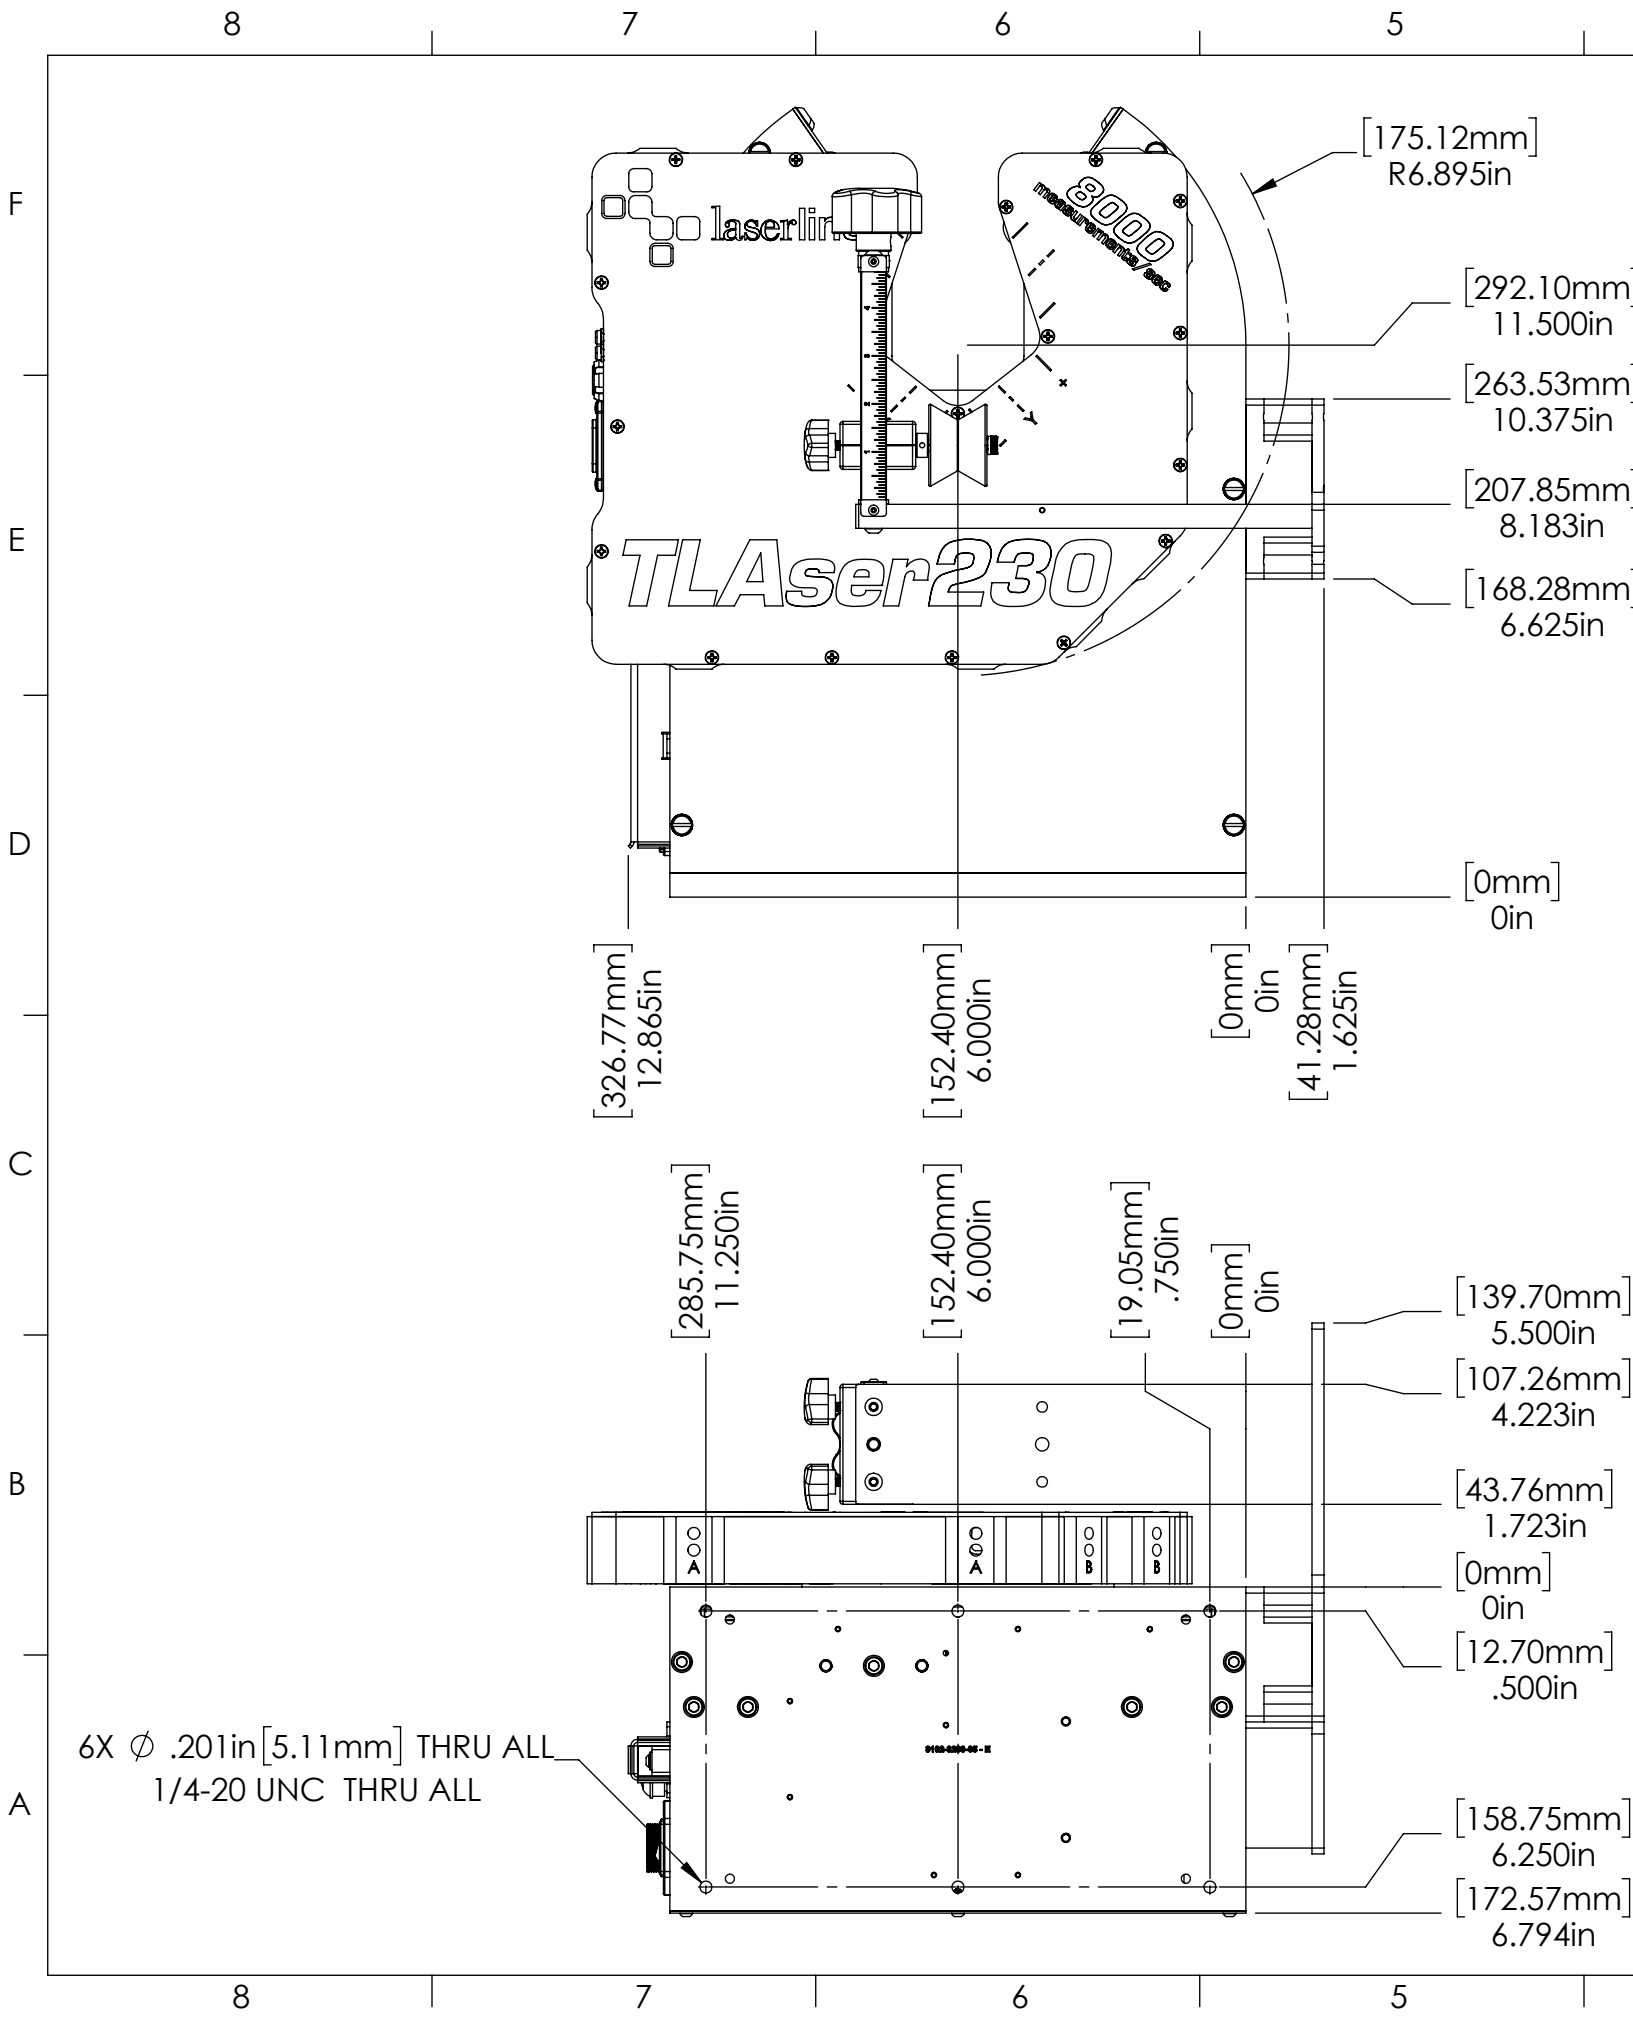 8 7 6 5
F
E
D
C
B
A
[175.12mm]
R6.895in
8000
measurements/sec
laserline
[292.10mm]
11.500in
[263.53mm]
10.375in
4
3
2
1
Y
[207.85mm]
8.183in
TLAser230
[168.28mm]
6.625in
[0mm]
0in
[326.77mm]
12.865in
[152.40mm]
6.000in
[0mm]
0in
[41.28mm]
1.625in
[285.75mm]
11.250in
[152.40mm]
6.000in
[19.05mm]
.750in
[0mm]
0in
[139.70mm]
5.500in
[107.26mm]
4.223in
[43.76mm]
1.723in
A A B B
[0mm]
0in
[12.70mm]
.500in
6X Ø .201in[5.11mm] THRU ALL
1/4-20 UNC THRU ALL
[158.75mm]
6.250in
[172.57mm]
6.794in
8 7 6 5